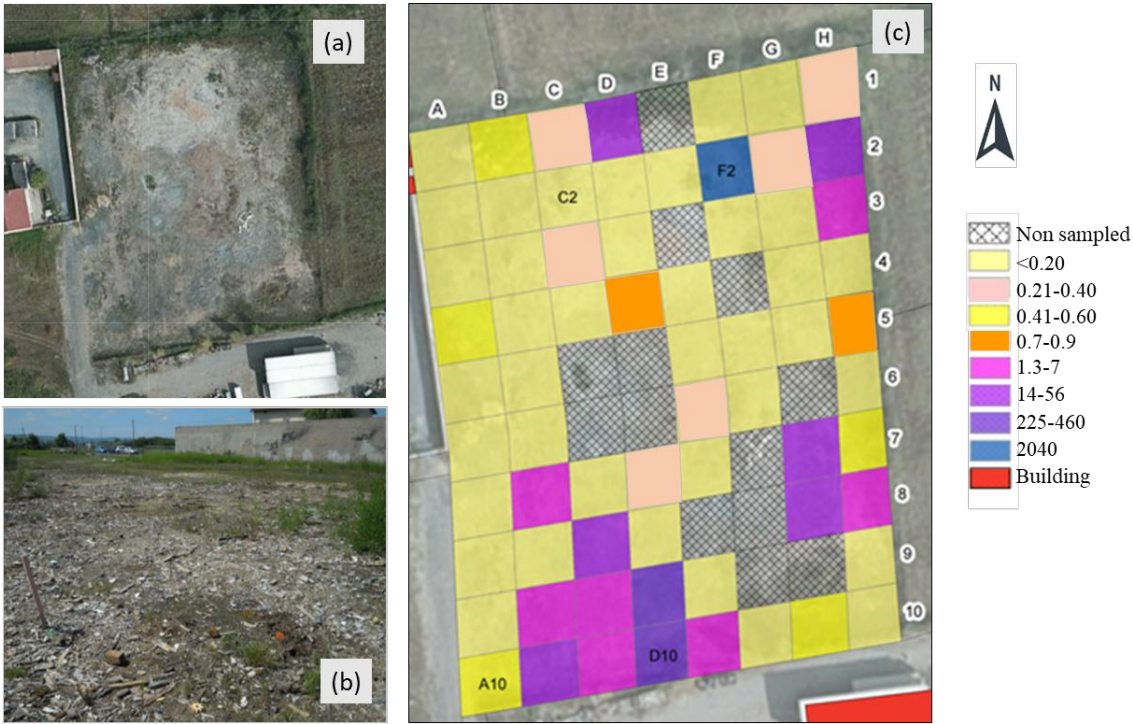 (a)
(b)
(c)
A
B
C
D
E
F
G
H
1
2
3
4
5
6
7
8
9
10
F2
C2
D10
A10
N
Non sampled
<0.20
0.21-0.40
0.41-0.60
0.7-0.9
1.3-7
14-56
225-460
2040
Building